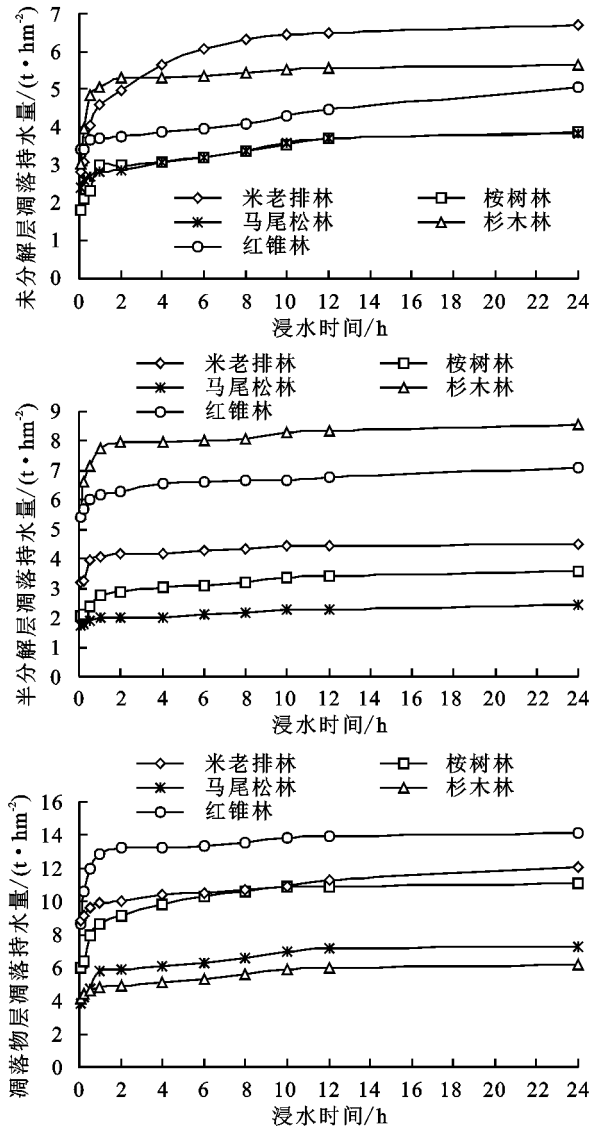 7
6
5
4
3
2
1
0
未分解层凋落持水量/(t·hm⁻²)
米老排林 桉树林
马尾松林 杉木林
红锥林
0 2 4 6 8 10 12 14 16 18 20 22 24
浸水时间/h
米老排林 桉树林
马尾松林 杉木林
红锥林
9
8
7
6
5
4
3
2
1
0
半分解层凋落持水量/(t·hm⁻²)
0 2 4 6 8 10 12 14 16 18 20 22 24
浸水时间/h
米老排林 桉树林
马尾松林 杉木林
红锥林
16
14
12
10
8
6
4
2
0
凋落物层凋落持水量/(t·hm⁻²)
0 2 4 6 8 10 12 14 16 18 20 22 24
浸水时间/h